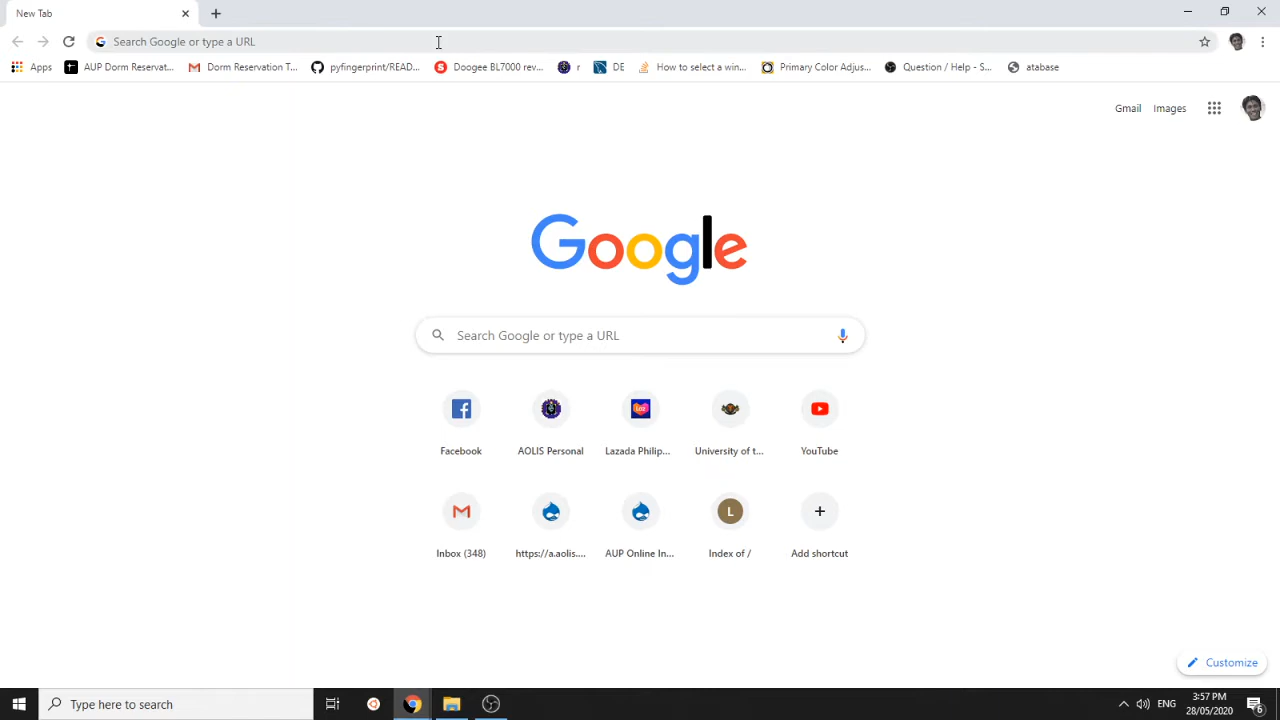 New Tab
Search Google or type a URL
Apps AUP Dorm Reservat... Dorm Reservation T... pyfingerprint/READ... Doogee BL7000 rev... r DE How to select a win... Primary Color Adjus... Question / Help - S... atabase
Gmail Images
Google
Search Google or type a URL
Facebook AOLIS Personal Lazada Philip... University of t... YouTube
L
Inbox (348) https://a.aolis.... AUP Online In... Index of / Add shortcut
Customize
Type here to search
ENG
3:57 PM
28/05/2020
6